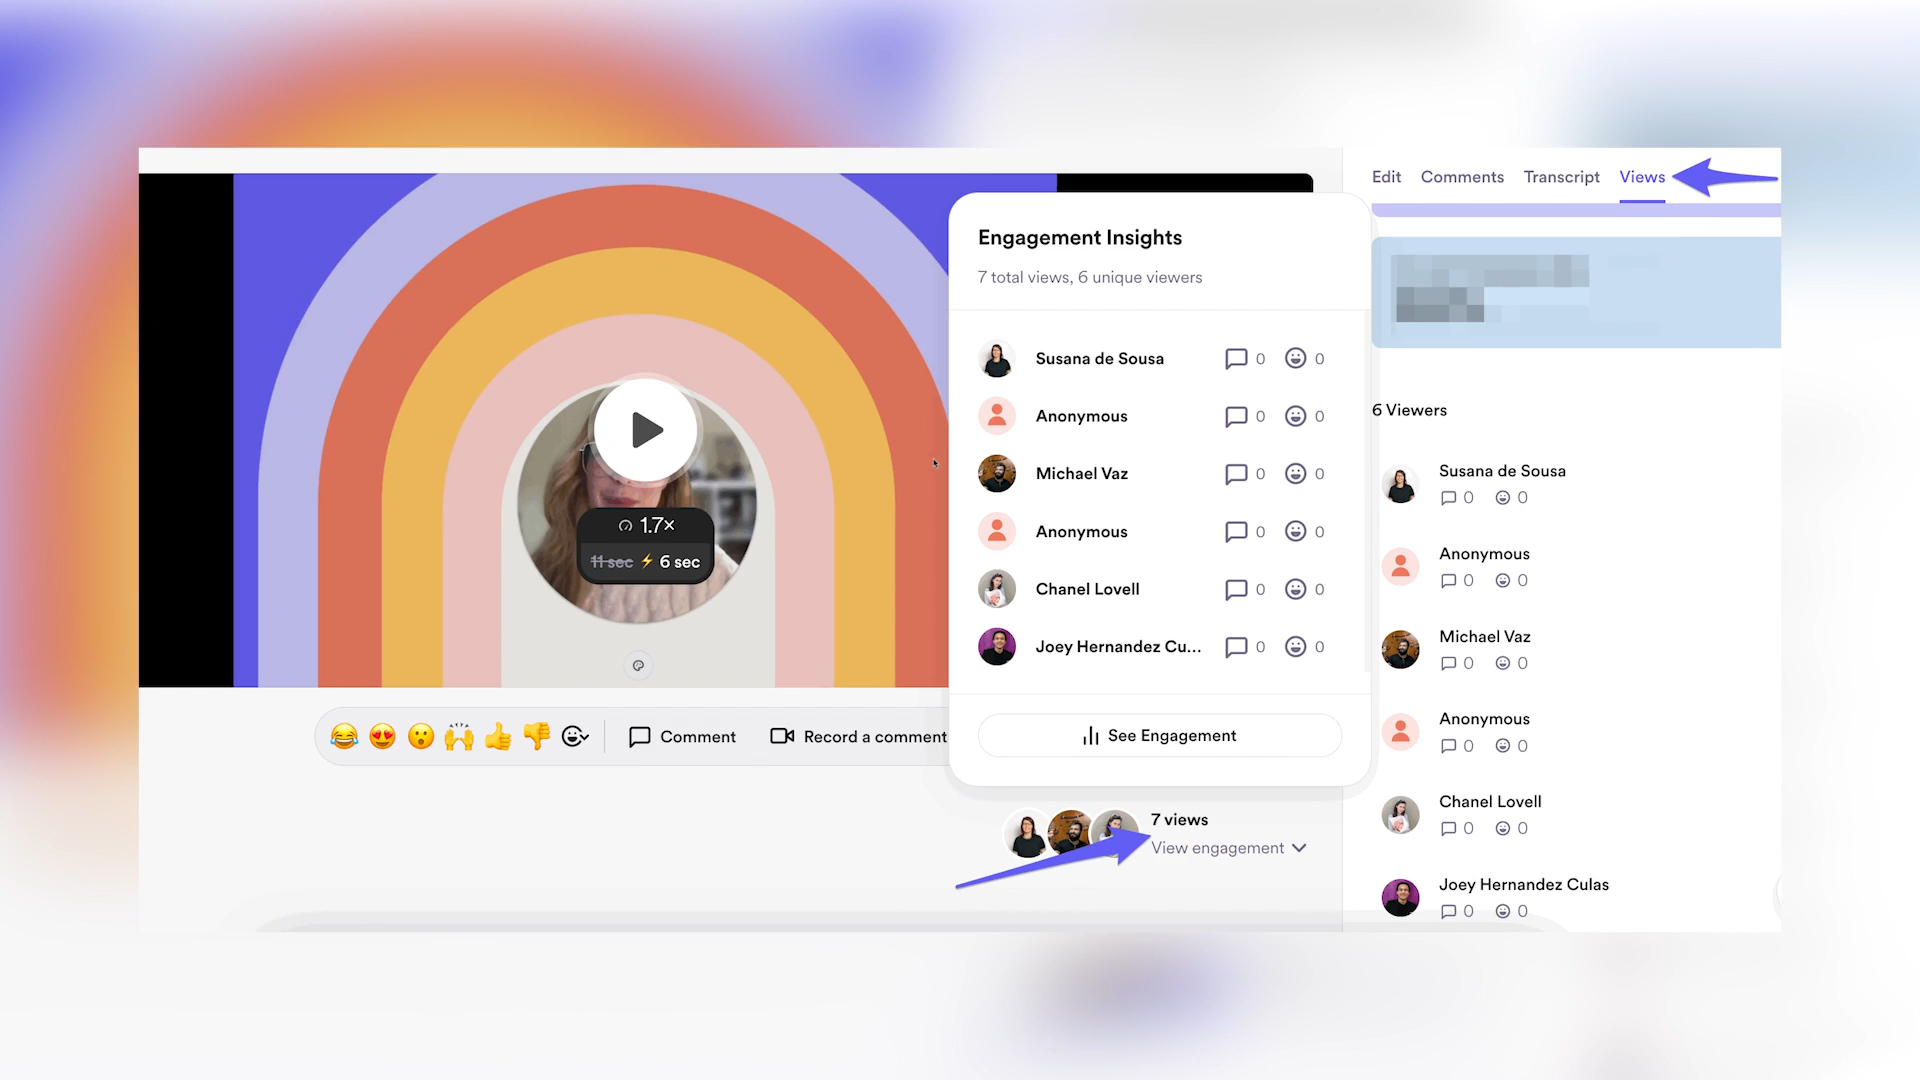 Edit Comments Transcript Views
Engagement Insights
7 total views, 6 unique viewers
Susana de Sousa 0 0
Anonymous 0 0
Michael Vaz 0 0
Anonymous 0 0
Chanel Lovell 0 0
Joey Hernandez Cu... 0 0
See Engagement
1.7×
11 sec ⚡ 6 sec
Comment Record a comment
7 views
View engagement
6 Viewers
Susana de Sousa
0 0
Anonymous
0 0
Michael Vaz
0 0
Anonymous
0 0
Chanel Lovell
0 0
Joey Hernandez Culas
0 0